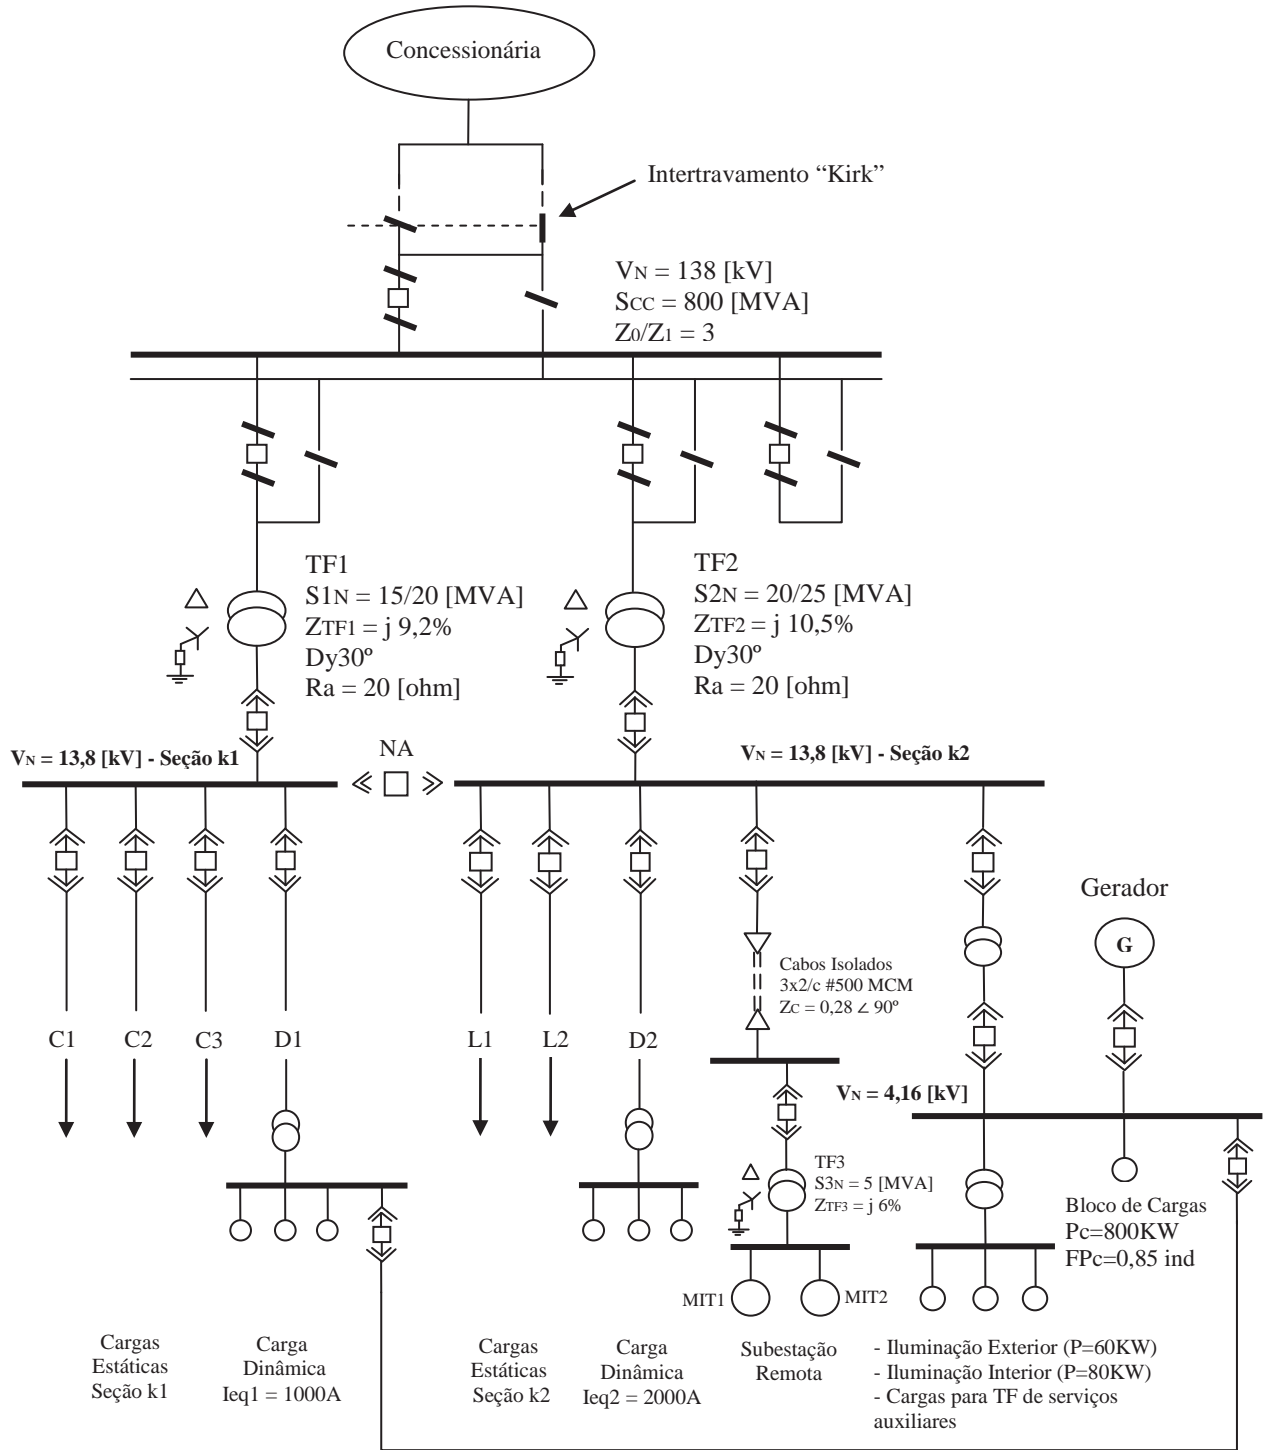 Concessionária
Intertravamento “Kirk”
VN = 138 [kV]
SCC = 800 [MVA]
Z0/Z1 = 3
TF1
S1N = 15/20 [MVA]
ZTF1 = j 9,2%
Dy30º
Ra = 20 [ohm]
TF2
S2N = 20/25 [MVA]
ZTF2 = j 10,5%
Dy30º
Ra = 20 [ohm]
VN = 13,8 [kV] - Seção k1
NA
VN = 13,8 [kV] - Seção k2
Gerador
G
Cabos Isolados
3x2/c #500 MCM
ZC = 0,28 ∠ 90º
C1
C2
C3
D1
L1
L2
D2
VN = 4,16 [kV]
TF3
S3N = 5 [MVA]
ZTF3 = j 6%
Bloco de Cargas
Pc=800KW
FPc=0,85 ind
MIT1
MIT2
Cargas
Estáticas
Seção k1
Carga
Dinâmica
Ieq1 = 1000A
Cargas
Estáticas
Seção k2
Carga
Dinâmica
Ieq2 = 2000A
Subestação
Remota
- Iluminação Exterior (P=60KW)
- Iluminação Interior (P=80KW)
- Cargas para TF de serviços
auxiliares